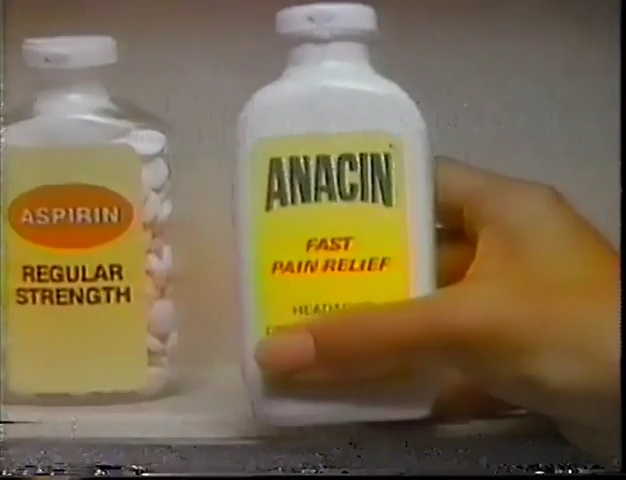 ASPIRIN
REGULAR
STRENGTH
ANACIN
FAST
PAIN RELIEF